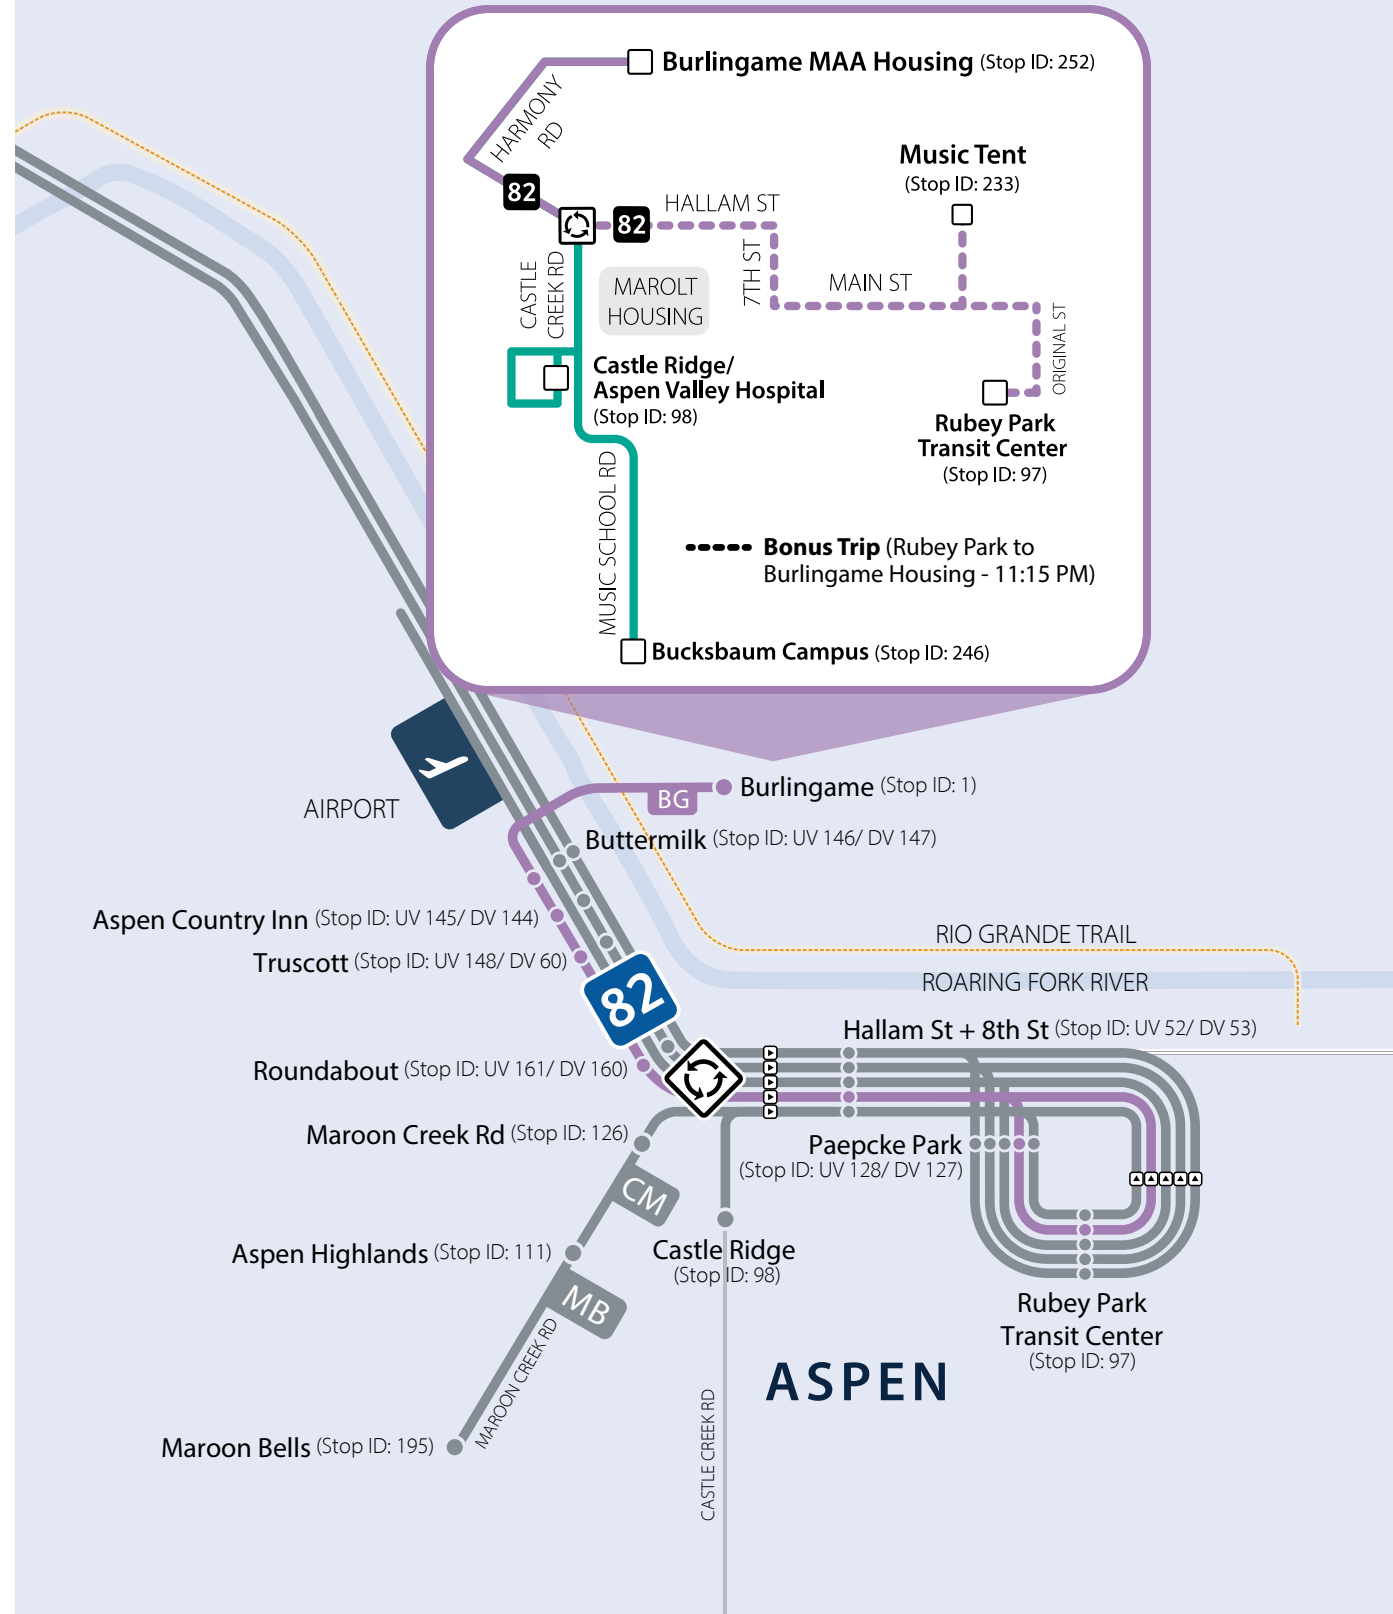 Burlingame MAA Housing (Stop ID: 252)
HARMONY
RD
Music Tent
(Stop ID: 233)
82
HALLAM ST
82
CASTLE
CREEK RD
7TH ST
MAROLT
HOUSING
MAIN ST
ORIGINAL ST
Castle Ridge/
Aspen Valley Hospital
(Stop ID: 98)
Rubey Park
Transit Center
(Stop ID: 97)
MUSIC SCHOOL RD
Bonus Trip (Rubey Park to
Burlingame Housing - 11:15 PM)
Bucksbaum Campus (Stop ID: 246)
AIRPORT
Burlingame (Stop ID: 1)
BG
Buttermilk (Stop ID: UV 146/ DV 147)
Aspen Country Inn (Stop ID: UV 145/ DV 144)
RIO GRANDE TRAIL
Truscott (Stop ID: UV 148/ DV 60)
ROARING FORK RIVER
82
Hallam St + 8th St (Stop ID: UV 52/ DV 53)
Roundabout (Stop ID: UV 161/ DV 160)
Maroon Creek Rd (Stop ID: 126)
Paepcke Park
(Stop ID: UV 128/ DV 127)
CM
Aspen Highlands (Stop ID: 111)
Castle Ridge
(Stop ID: 98)
MB
Rubey Park
Transit Center
(Stop ID: 97)
MAROON CREEK RD
ASPEN
CASTLE CREEK RD
Maroon Bells (Stop ID: 195)